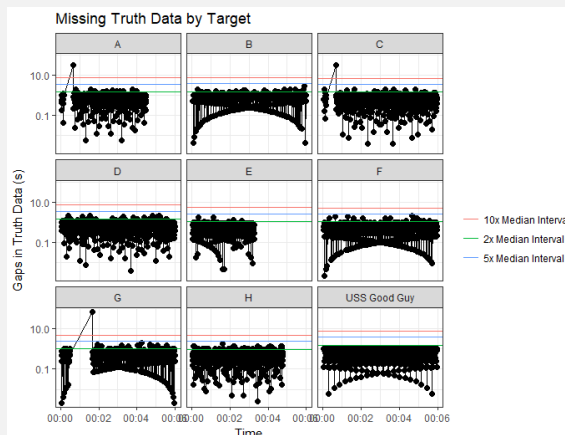 Missing Truth Data by Target
A B C
10.0
0.1
D E F
10.0
0.1
G H USS Good Guy
10.0
0.1
00:00 00:02 00:04 00:06 00:00 00:02 00:04 00:06 00:00 00:02 00:04 00:06
Time
Gaps in Truth Data (s)
10x Median Interva
2x Median Interval
5x Median Interval